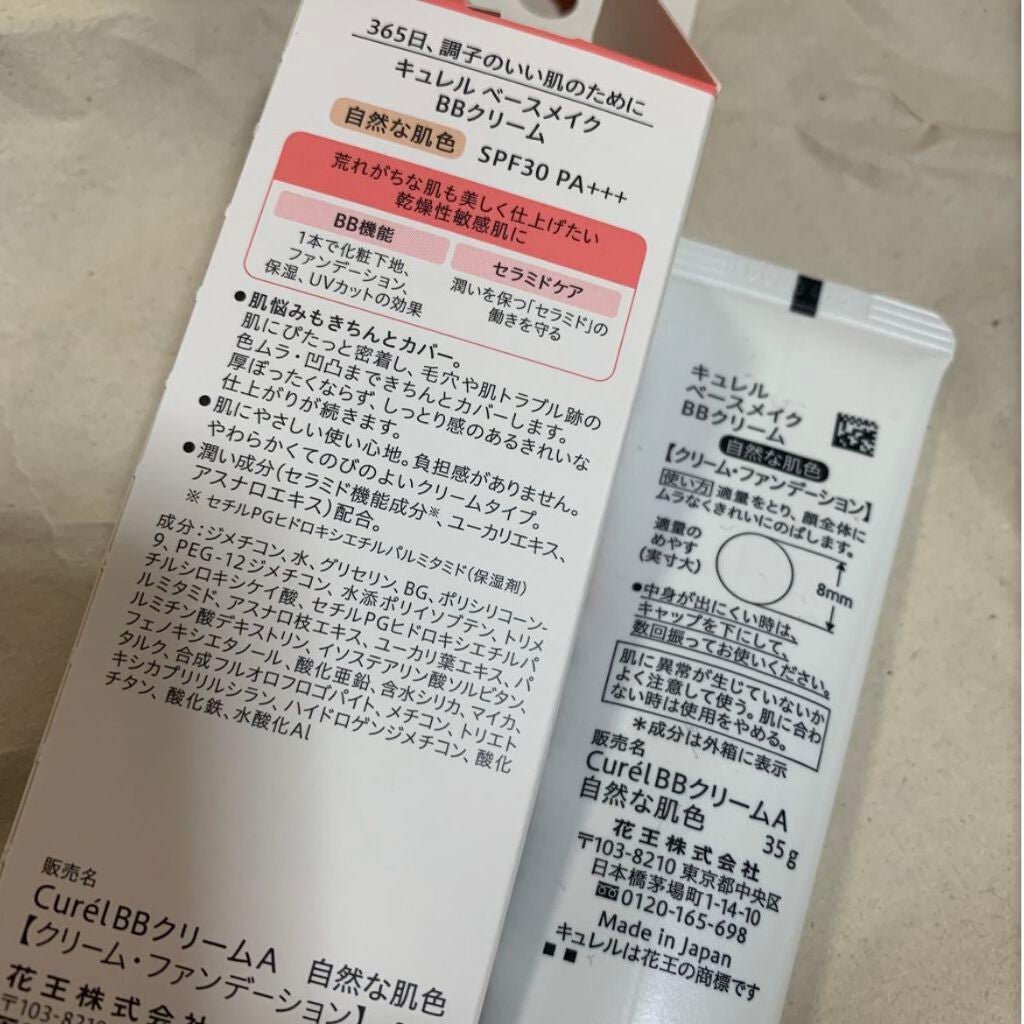 365日、調子のいい肌のために
キュレル ベースメイク
BBクリーム
自然な肌色 SPF30 PA+++
荒れがちな肌も美しく仕上げたい
乾燥性敏感肌に
BB機能
1本で化粧下地、
ファンデーション、
保湿、UVカットの効果
セラミドケア
潤いを保つ「セラミド」の
働きを守る
●肌悩みもきちんとカバー。
肌にぴたっと密着し、毛穴や肌トラブル跡の
色ムラ・凹凸まできちんとカバーします。
厚ぼったくならず、しっとり感のあるきれいな
仕上がりが続きます。
●肌にやさしい使い心地。負担感がありません。
やわらかくてのびのよいクリームタイプ。
●潤い成分(セラミド機能成分※、ユーカリエキス、
アスナロエキス)配合。
※ セチルPGヒドロキシエチルパルミタミド(保湿剤)
成分:ジメチコン、水、グリセリン、BG、ポリシリコーン-
9、PEG-12ジメチコン、水添ポリイソブテン、トリメ
チルシロキシケイ酸、セチルPGヒドロキシエチルパ
ルミタミド、アスナロ枝エキス、ユーカリ葉エキス、パ
ルミチン酸デキストリン、イソステアリン酸ソルビタン、
フェノキシエタノール、酸化亜鉛、含水シリカ、マイカ、
タルク、合成フルオロフロゴパイト、メチコン、トリエト
キシカプリリルシラン、ハイドロゲンジメチコン、酸化
チタン、酸化鉄、水酸化Al
販売名
CurélBBクリームA 自然な肌色
【クリーム・ファンデーション】
花王株式会社
〒103-8210
キュレル
ベースメイク
BBクリーム
自然な肌色
【クリーム・ファンデーション】
使い方 適量をとり、顔全体に
ムラなくきれいにのばします。
適量の
めやす
(実寸大)
8mm
●中身が出にくい時は、
キャップを下にして、
数回振ってお使いください。
肌に異常が生じていないか
よく注意して使う。肌に合わ
ない時は使用をやめる。
＊成分は外箱に表示
販売名
CurélBBクリームA
自然な肌色 35g
花王株式会社
〒103-8210 東京都中央区
日本橋茅場町1-14-10
0120-165-698
Made in Japan
キュレルは花王の商標です